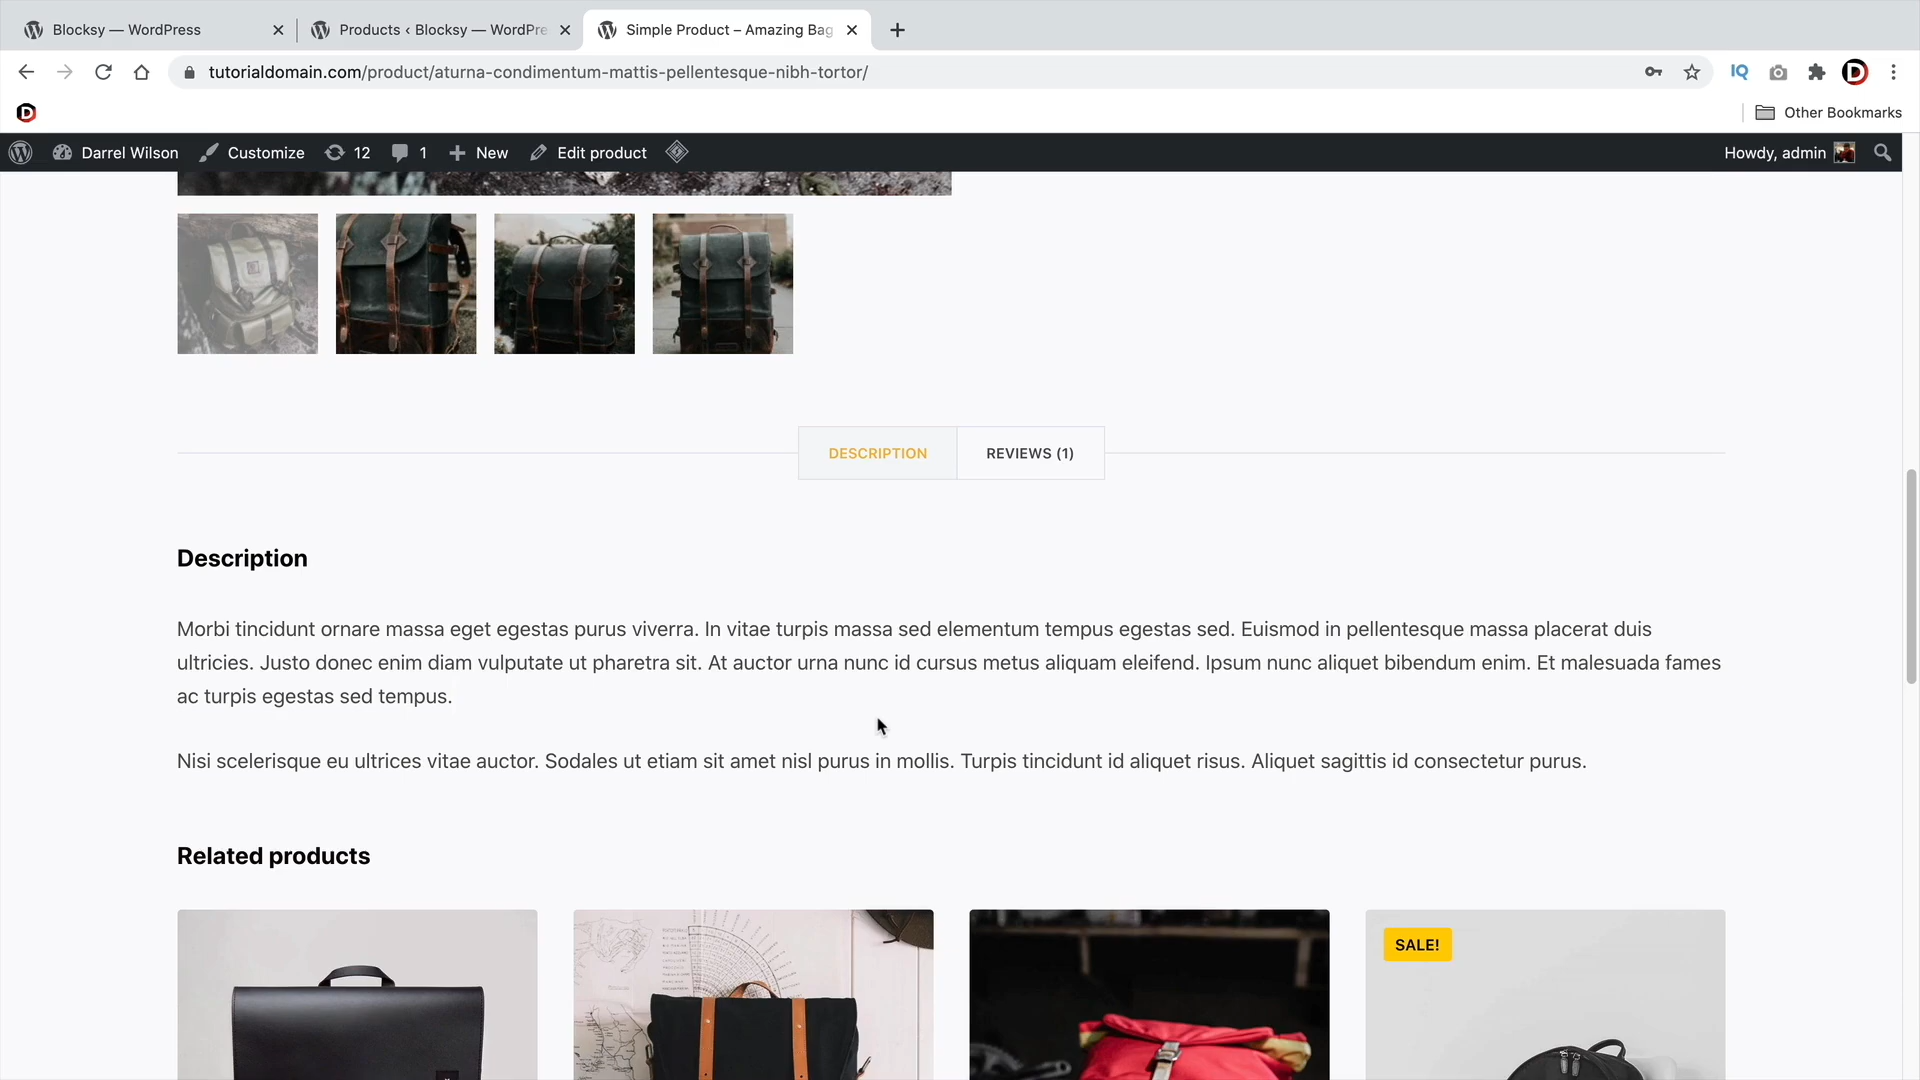 Blocksy — WordPress
Products ‹ Blocksy — WordPre
Simple Product – Amazing Bag
tutorialdomain.com/product/aturna-condimentum-mattis-pellentesque-nibh-tortor/
IQ
D
D
Other Bookmarks
Darrel Wilson
Customize
12
1
New
Edit product
Howdy, admin
DESCRIPTION
REVIEWS (1)
Description
Morbi tincidunt ornare massa eget egestas purus viverra. In vitae turpis massa sed elementum tempus egestas sed. Euismod in pellentesque massa placerat duis
ultricies. Justo donec enim diam vulputate ut pharetra sit. At auctor urna nunc id cursus metus aliquam eleifend. Ipsum nunc aliquet bibendum enim. Et malesuada fames
ac turpis egestas sed tempus.
Nisi scelerisque eu ultrices vitae auctor. Sodales ut etiam sit amet nisl purus in mollis. Turpis tincidunt id aliquet risus. Aliquet sagittis id consectetur purus.
Related products
SALE!